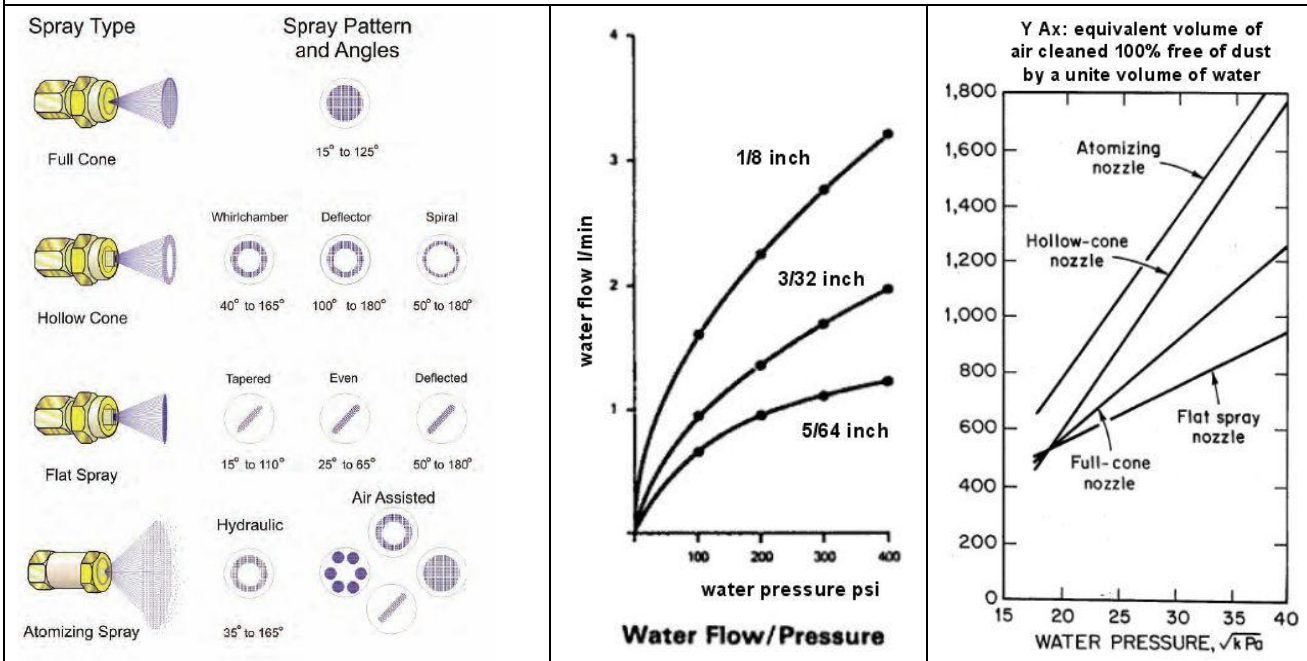 Spray Type
Spray Pattern
and Angles
Full Cone
15° to 125°
Whirlchamber
Deflector
Spiral
Hollow Cone
40° to 165°
100° to 180°
50° to 180°
Tapered
Even
Deflected
Flat Spray
15° to 110°
25° to 65°
50° to 180°
Air Assisted
Hydraulic
Atomizing Spray
35° to 165°
4
3
2
1
water flow l/min
1/8 inch
3/32 inch
5/64 inch
100
200
300
400
water pressure psi
Water Flow/Pressure
Y Ax: equivalent volume of
air cleaned 100% free of dust
by a unite volume of water
1,800
1,600
1,400
1,200
1,000
800
600
400
200
0
Atomizing
nozzle
Hollow-cone
nozzle
Flat spray
nozzle
Full-cone
nozzle
15
20
25
30
35
40
WATER PRESSURE, √kPa